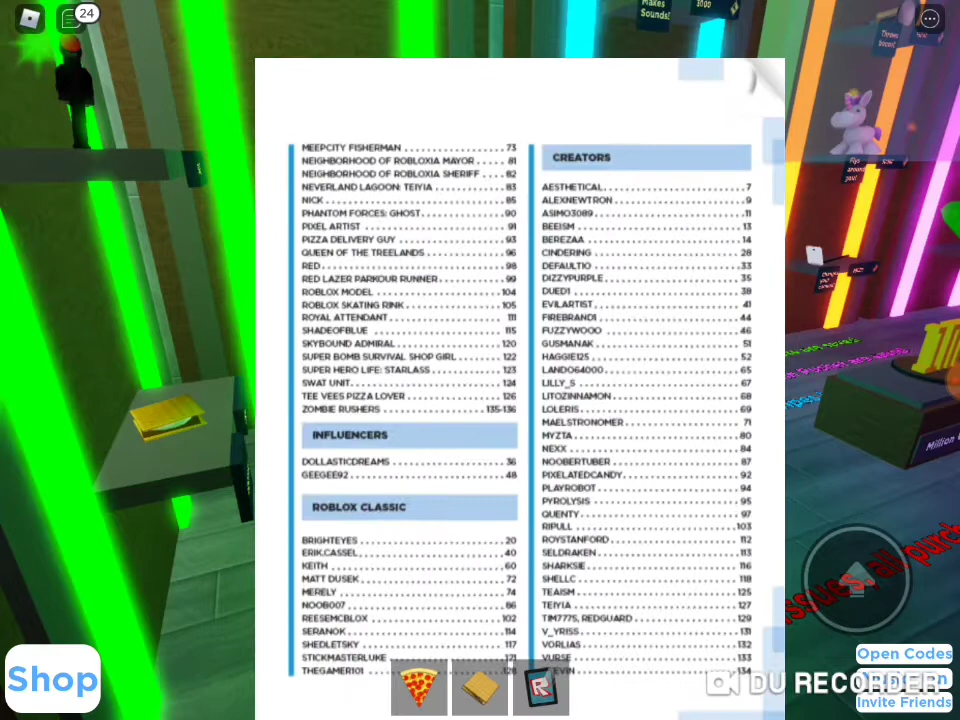 24
Makes
Sounds!
MEEPCITY FISHERMAN 73
NEIGHBORHOOD OF ROBLOXIA MAYOR 81
NEIGHBORHOOD OF ROBLOXIA SHERIFF 82
NEVERLAND LAGOON: TEIYIA 83
NICK 85
PHANTOM FORCES: GHOST 90
PIXEL ARTIST 91
PIZZA DELIVERY GUY 93
QUEEN OF THE TREELANDS 96
RED 98
RED LAZER PARKOUR RUNNER 99
ROBLOX MODEL 104
ROBLOX SKATING RINK 105
ROYAL ATTENDANT 111
SHADEOFBLUE 115
SKYBOUND ADMIRAL 120
SUPER BOMB SURVIVAL SHOP GIRL 122
SUPER HERO LIFE: STARLASS 123
SWAT UNIT 124
TEE VEES PIZZA LOVER 126
ZOMBIE RUSHERS 135-136
INFLUENCERS
DOLLASTICDREAMS 36
GEEGEE92 48
ROBLOX CLASSIC
BRIGHTEYES 20
ERIK.CASSEL 40
KEITH 60
MATT DUSEK 72
MERELY 74
NOOB007 86
REESEMCBLOX 102
SERANOK 114
SHEDLETSKY 117
STICKMASTERLUKE 121
THEGAMER101 128
CREATORS
AESTHETICAL 7
ALEXNEWTRON 9
ASIMO3089 11
BEEISM 13
BEREZAA 14
CINDERING 28
DEFAULTIO 33
DIZZYPURPLE 35
DUED1 38
EVILARTIST 41
FIREBRAND1 44
FUZZYWOOO 46
GUSMANAK 51
HAGGIE125 52
LANDO64000 65
LILLY_S 67
LITOZINNAMON 68
LOLERIS 69
MAELSTRONOMER 71
MYZTA 80
NEXX 84
NOOBERTUBER 87
PIXELATEDCANDY 92
PLAYROBOT 94
PYROLYSIS 95
QUENTY 97
RIPULL 103
ROYSTANFORD 112
SELDRAKEN 113
SHARKSIE 116
SHELLC 118
TEAISM 125
TEIYIA 127
TIM7775, REDGUARD 129
V_YRISS 131
VORLIAS 132
VURSE 133
134
Million
issues, all purch
Shop
Open Codes
DU RECORDER
Invite Friends